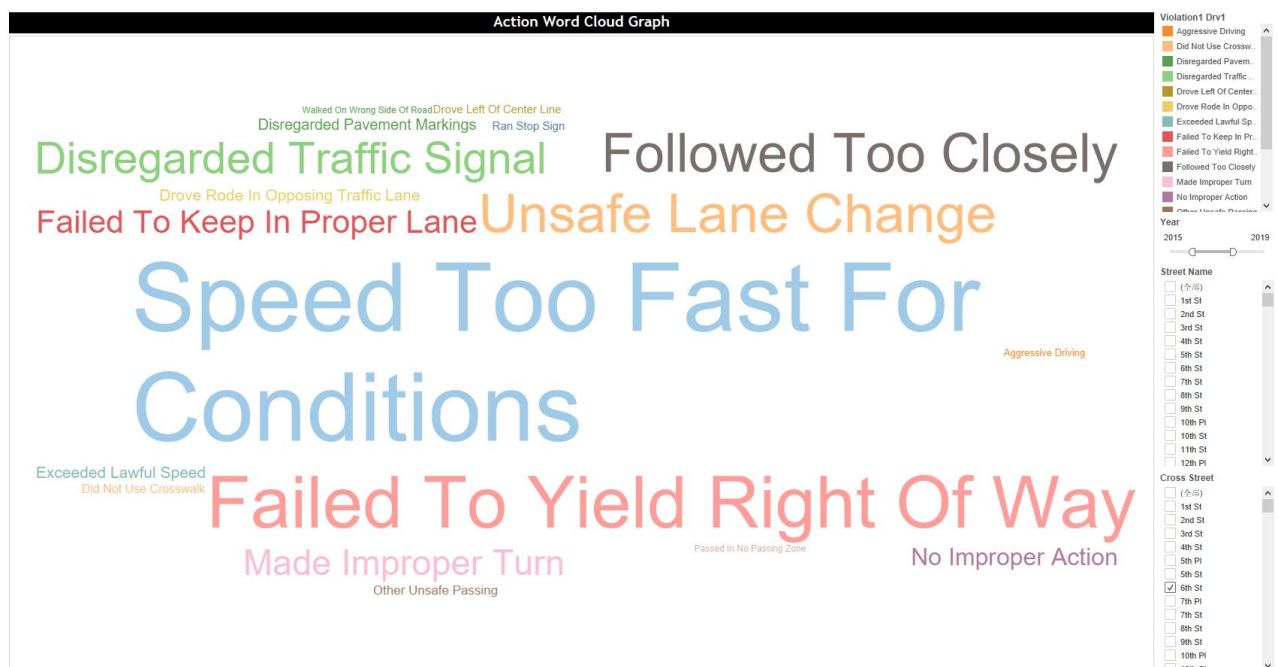 Action Word Cloud Graph
Walked On Wrong Side Of Road
Drove Left Of Center Line
Disregarded Pavement Markings
Ran Stop Sign
Disregarded Traffic Signal
Followed Too Closely
Drove Rode In Opposing Traffic Lane
Failed To Keep In Proper Lane
Unsafe Lane Change
Speed Too Fast For
Conditions
Aggressive Driving
Exceeded Lawful Speed
Did Not Use Crosswalk
Failed To Yield Right Of Way
Made Improper Turn
Passed In No Passing Zone
No Improper Action
Other Unsafe Passing
Violation1 Drv1
Aggressive Driving
Did Not Use Crossw..
Disregarded Pavem..
Disregarded Traffic ..
Drove Left Of Center..
Drove Rode In Oppo..
Exceeded Lawful Sp..
Failed To Keep In Pr..
Failed To Yield Right..
Followed Too Closely
Made Improper Turn
No Improper Action
Other Unsafe Passing
Year
2015 2019
Street Name
(全部)
1st St
2nd St
3rd St
4th St
5th St
6th St
7th St
8th St
9th St
10th Pl
10th St
11th St
12th Pl
Cross Street
(全部)
1st St
2nd St
3rd St
4th St
5th Pl
5th St
6th St
7th Pl
7th St
8th St
9th St
10th Pl